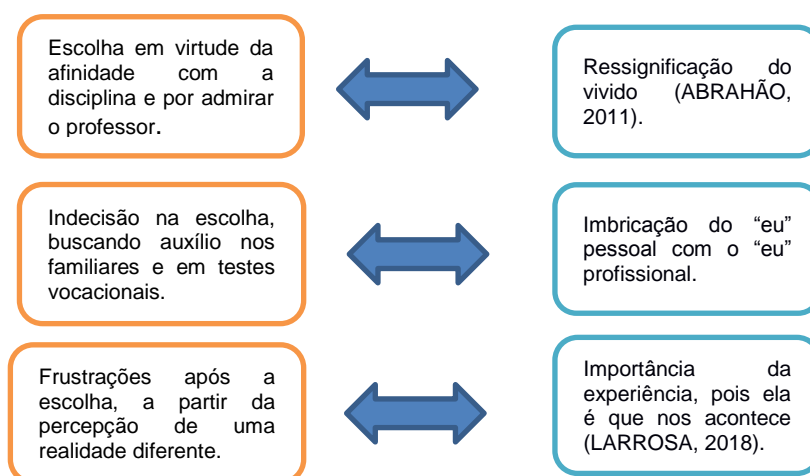 Escolha em virtude da
afinidade com a
disciplina e por admirar
o professor.
Ressignificação do
vivido (ABRAHÃO,
2011).
Indecisão na escolha,
buscando auxílio nos
familiares e em testes
vocacionais.
Imbricação do “eu”
pessoal com o “eu”
profissional.
Frustrações após a
escolha, a partir da
percepção de uma
realidade diferente.
Importância da
experiência, pois ela
é que nos acontece
(LARROSA, 2018).